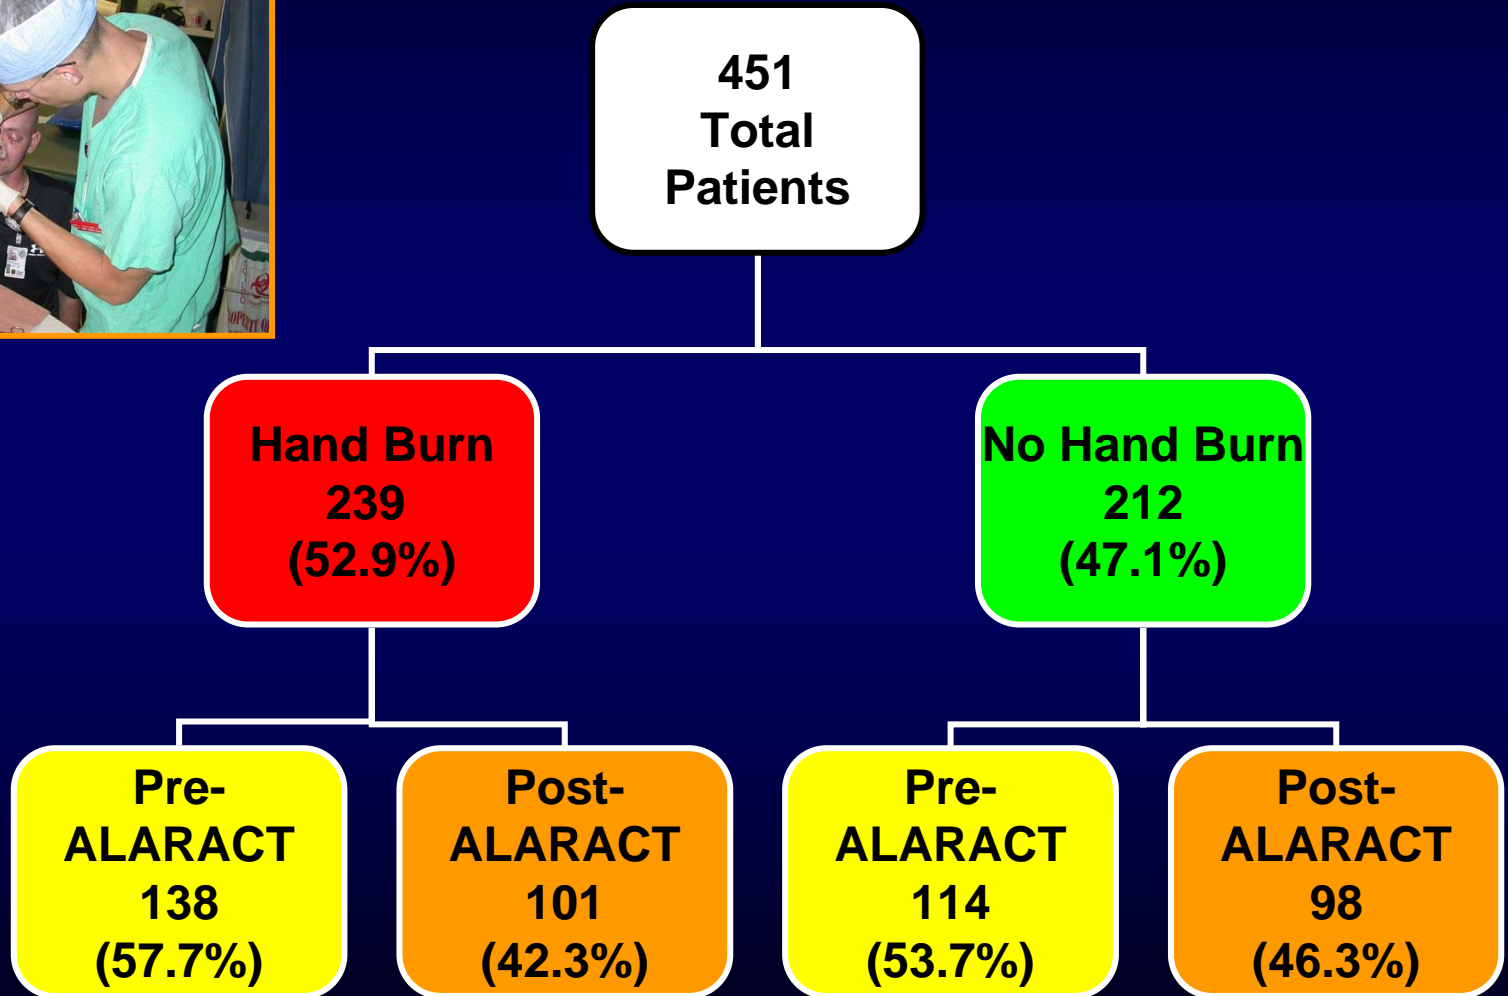 451
Total
Patients
Hand Burn
239
(52.9%)
No Hand Burn
212
(47.1%)
Pre-
ALARACT
138
(57.7%)
Post-
ALARACT
101
(42.3%)
Pre-
ALARACT
114
(53.7%)
Post-
ALARACT
98
(46.3%)